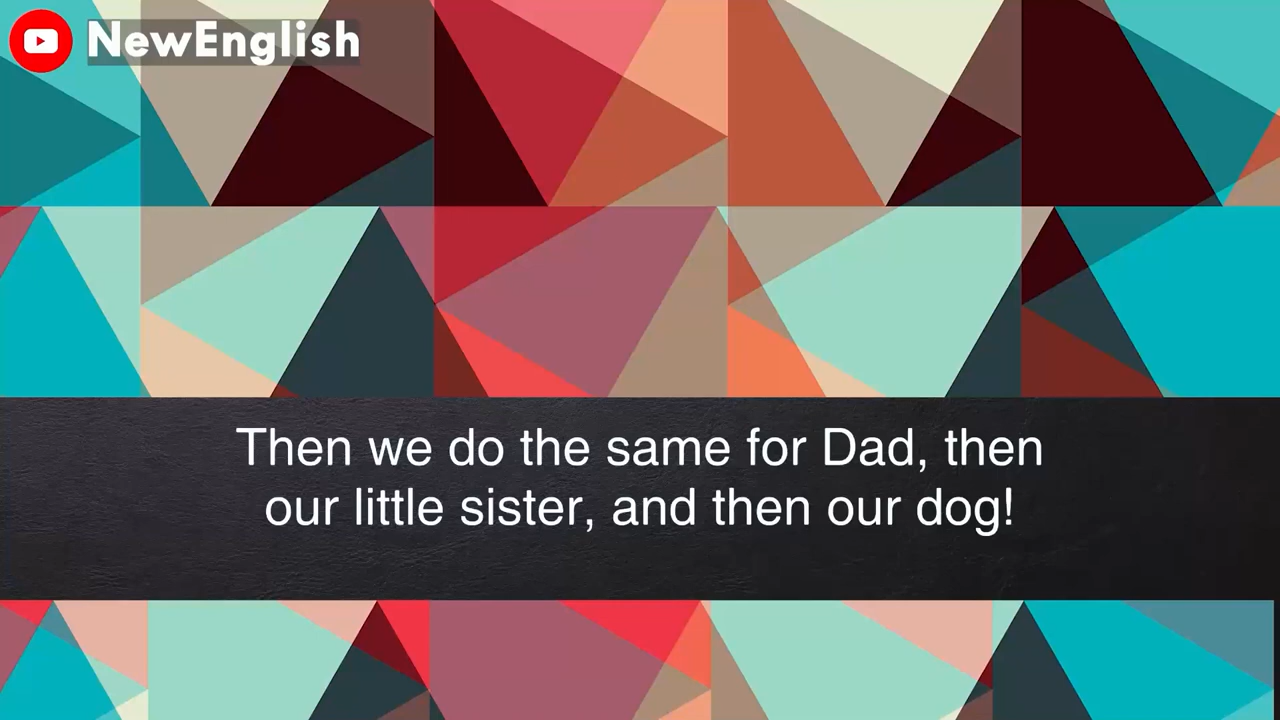 NewEnglish
Then we do the same for Dad, then
our little sister, and then our dog!